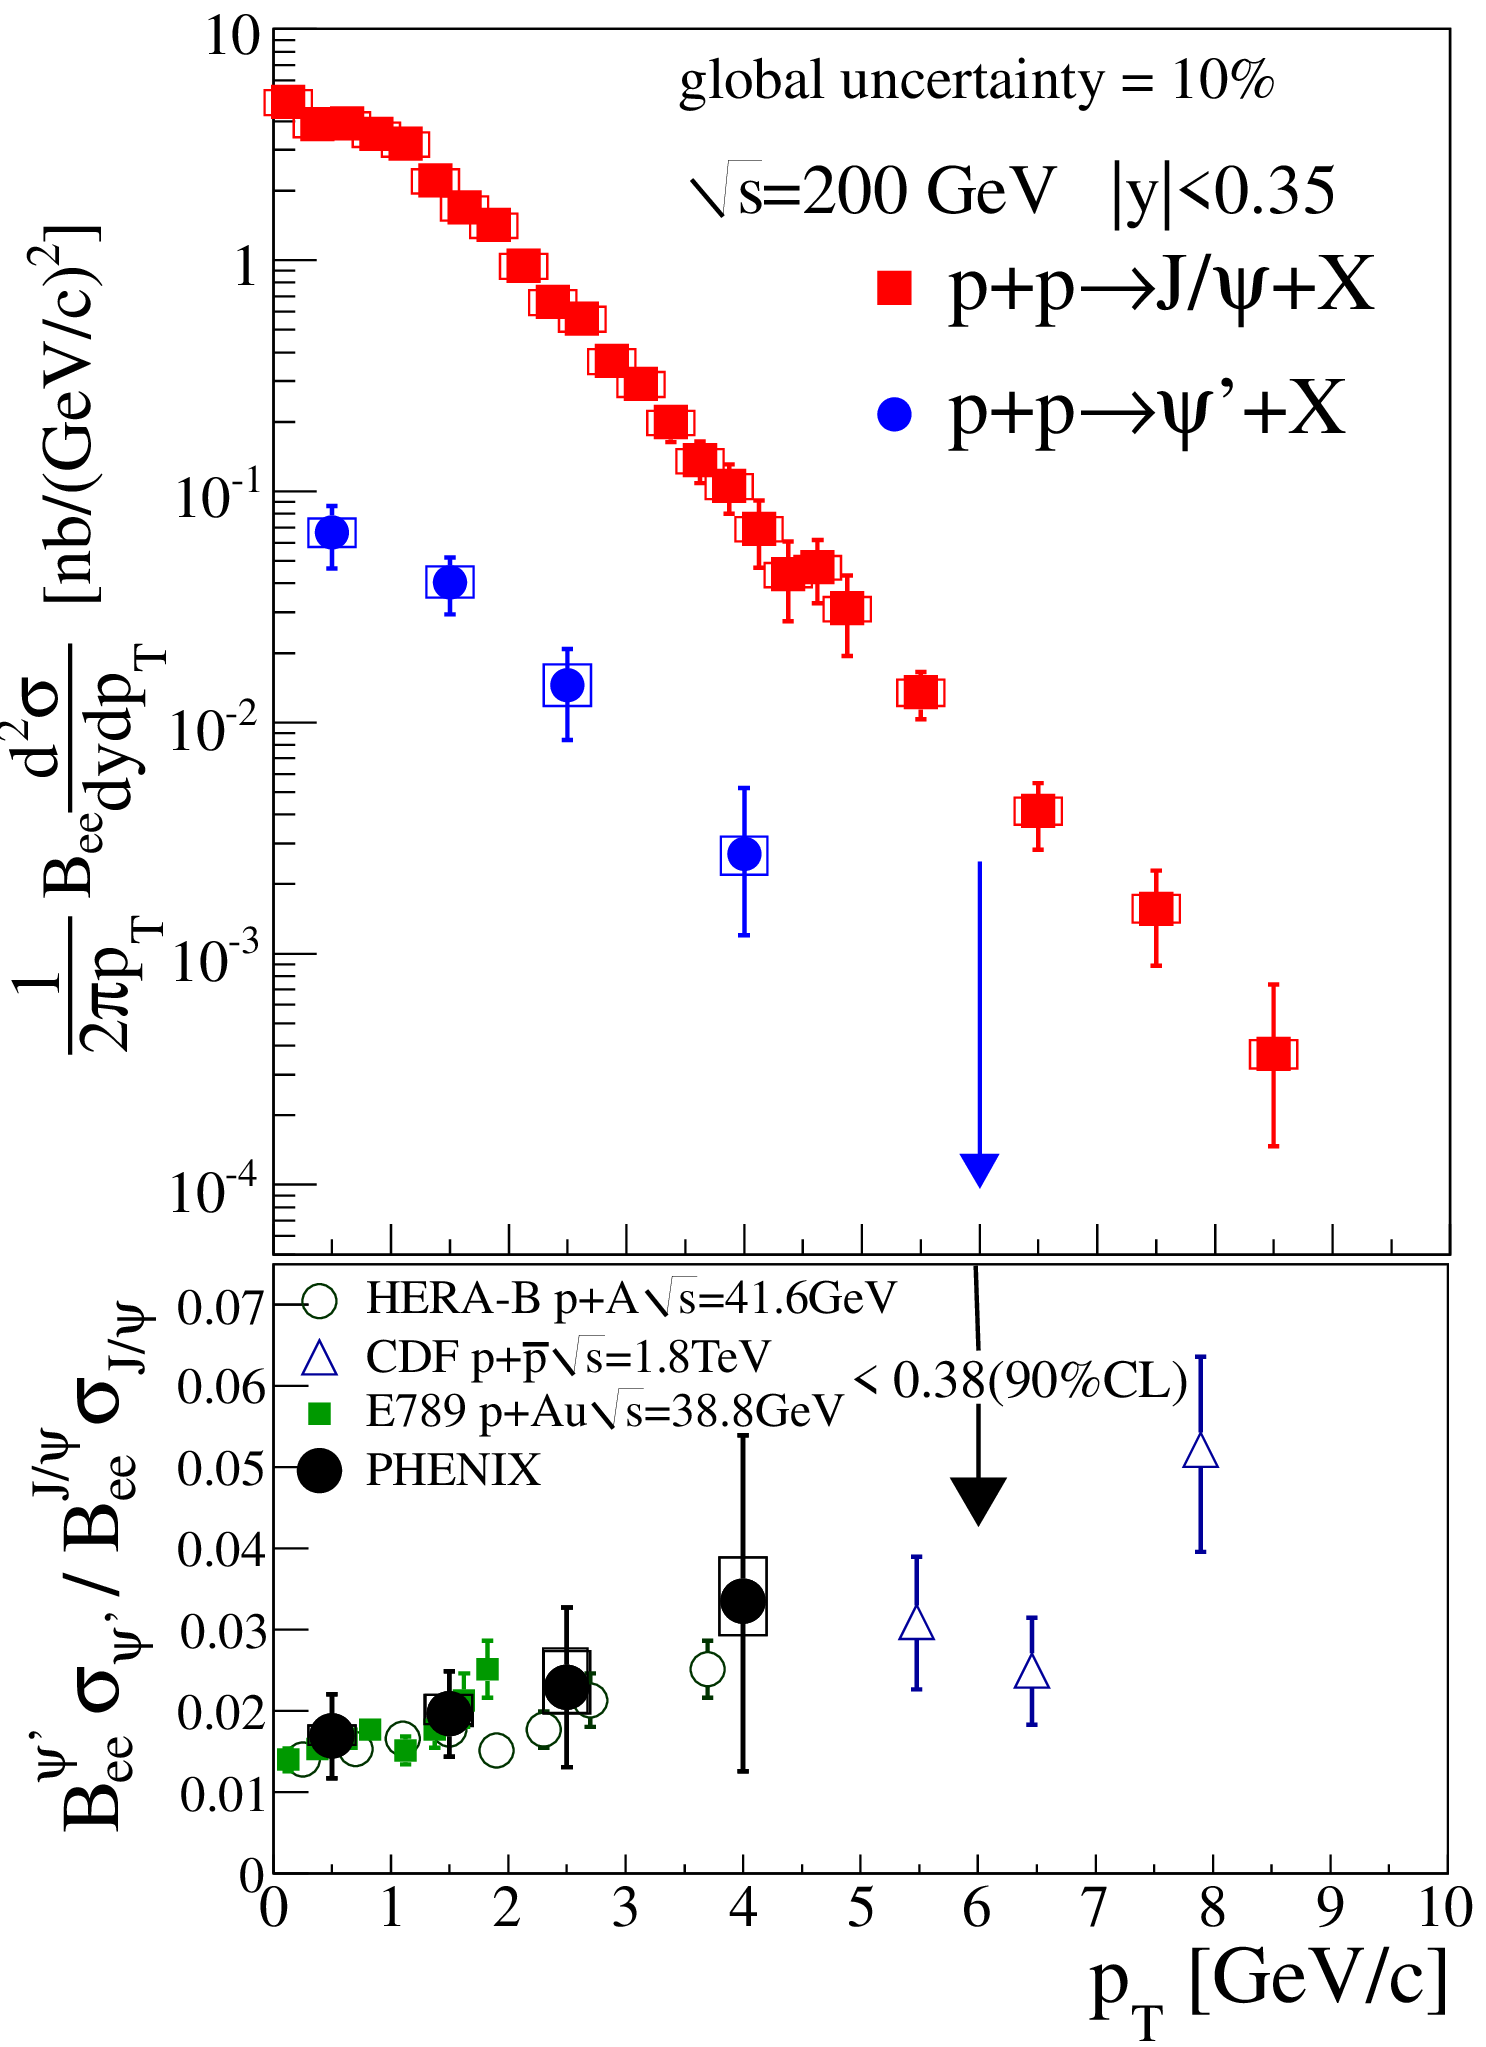 10
1
10^-1
10^-2
10^-3
10^-4
1/2πp_T B_ee d²σ/dydp_T [nb/(GeV/c)²]
global uncertainty = 10%
√s=200 GeV |y|<0.35
p+p→J/ψ+X
p+p→ψ’+X
0.07
0.06
0.05
0.04
0.03
0.02
0.01
0
B_ee^ψ’ σ_ψ’ / B_ee^J/ψ σ_J/ψ
HERA-B p+A√s=41.6GeV
CDF p+p̅√s=1.8TeV
E789 p+Au√s=38.8GeV
PHENIX
< 0.38(90%CL)
0 1 2 3 4 5 6 7 8 9 10
p_T [GeV/c]